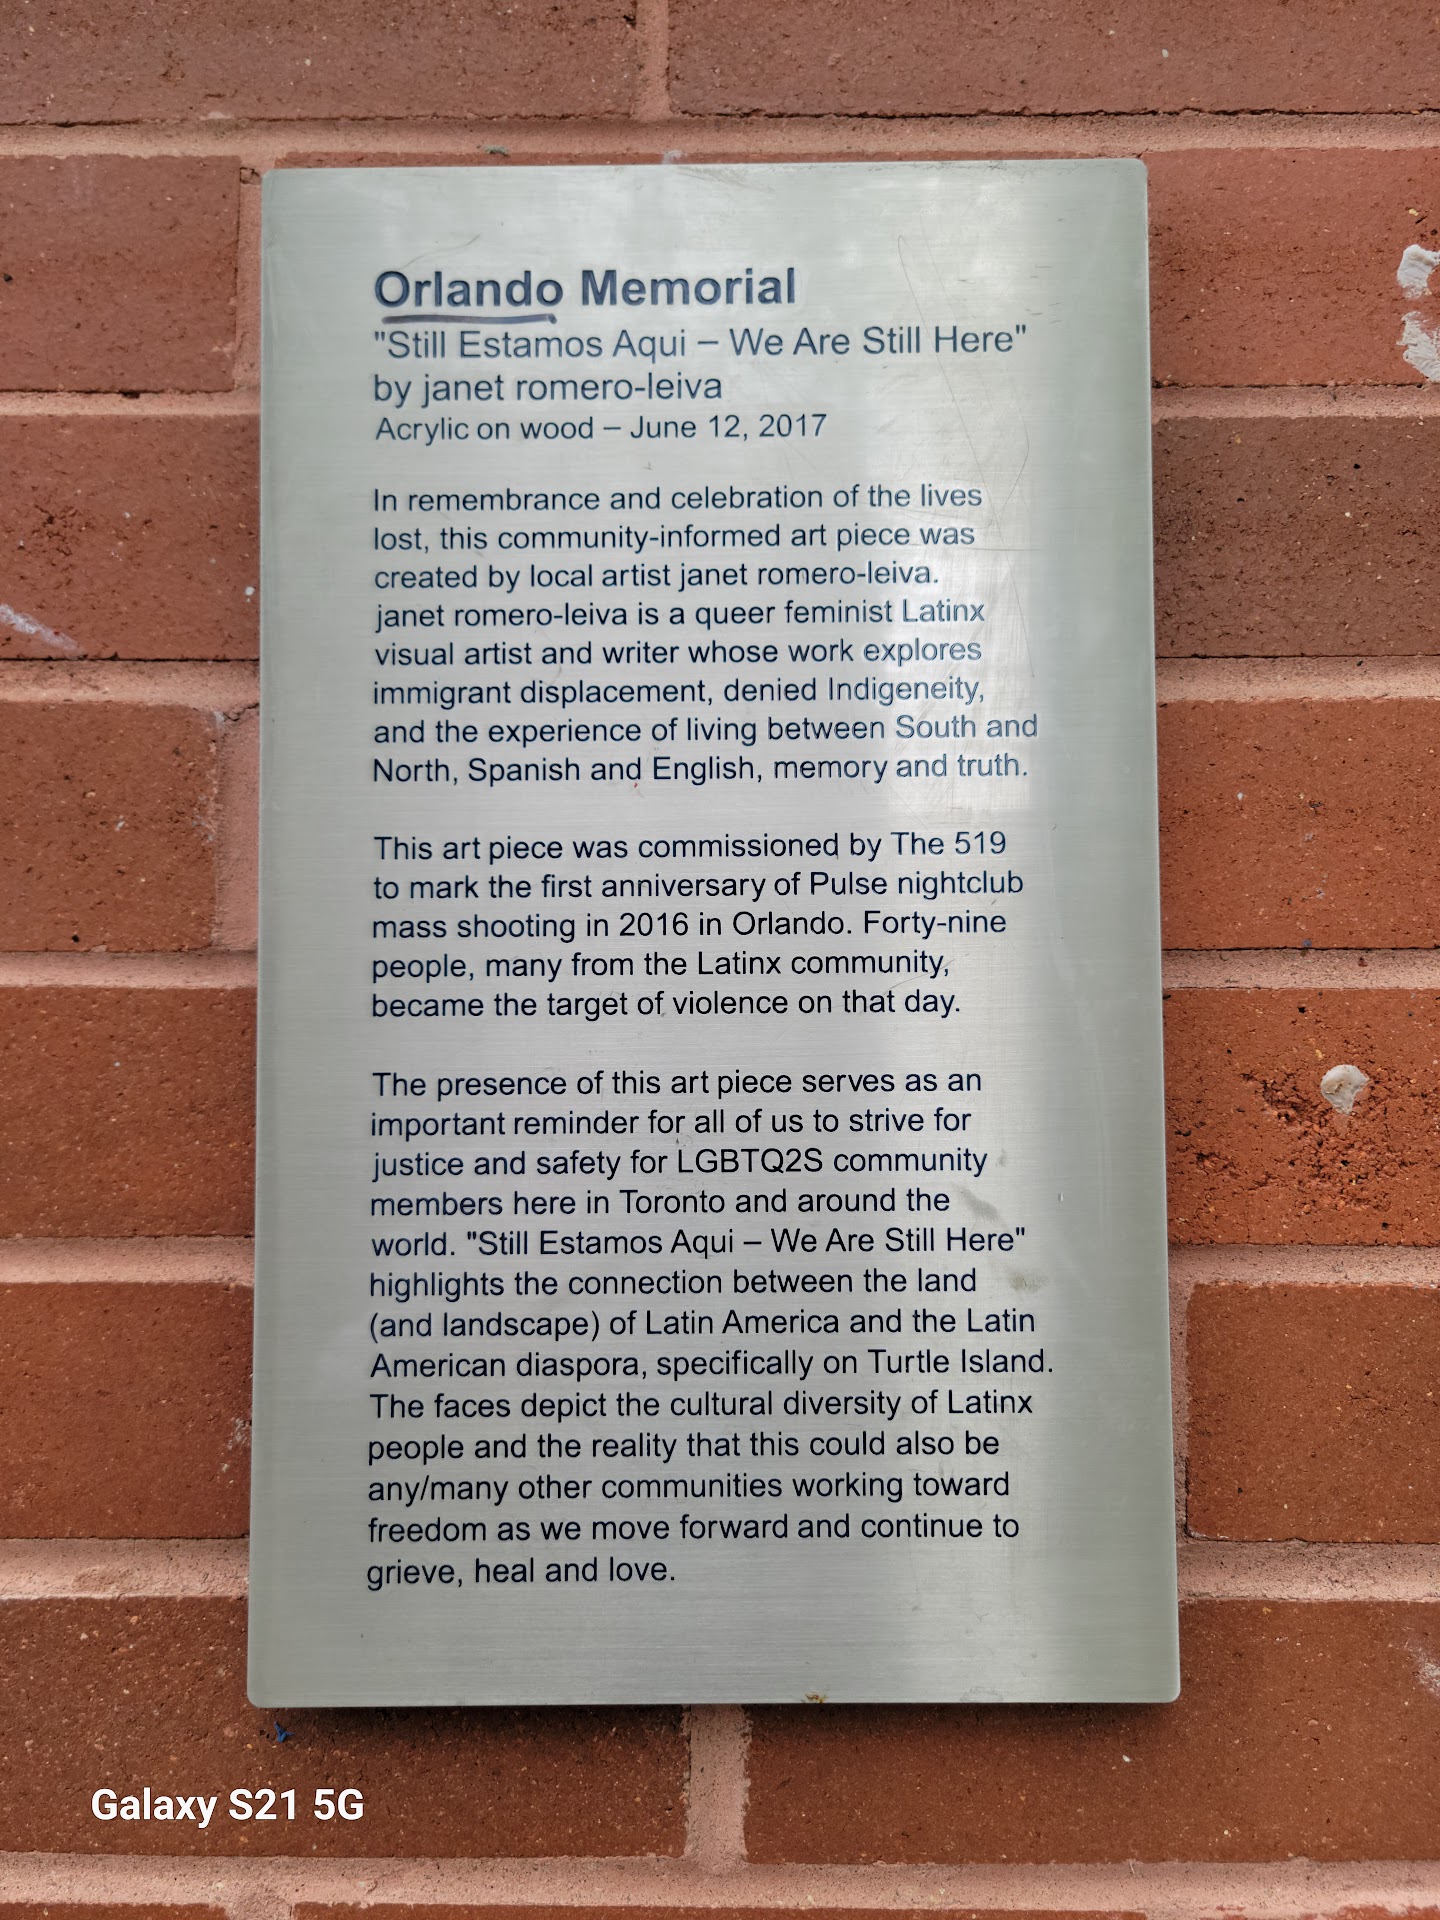 Orlando Memorial
"Still Estamos Aqui – We Are Still Here"
by janet romero-leiva
Acrylic on wood – June 12, 2017
In remembrance and celebration of the lives
lost, this community-informed art piece was
created by local artist janet romero-leiva.
janet romero-leiva is a queer feminist Latinx
visual artist and writer whose work explores
immigrant displacement, denied Indigeneity,
and the experience of living between South and
North, Spanish and English, memory and truth.
This art piece was commissioned by The 519
to mark the first anniversary of Pulse nightclub
mass shooting in 2016 in Orlando. Forty-nine
people, many from the Latinx community,
became the target of violence on that day.
The presence of this art piece serves as an
important reminder for all of us to strive for
justice and safety for LGBTQ2S community
members here in Toronto and around the
world. "Still Estamos Aqui – We Are Still Here"
highlights the connection between the land
(and landscape) of Latin America and the Latin
American diaspora, specifically on Turtle Island.
The faces depict the cultural diversity of Latinx
people and the reality that this could also be
any/many other communities working toward
freedom as we move forward and continue to
grieve, heal and love.
Galaxy S21 5G